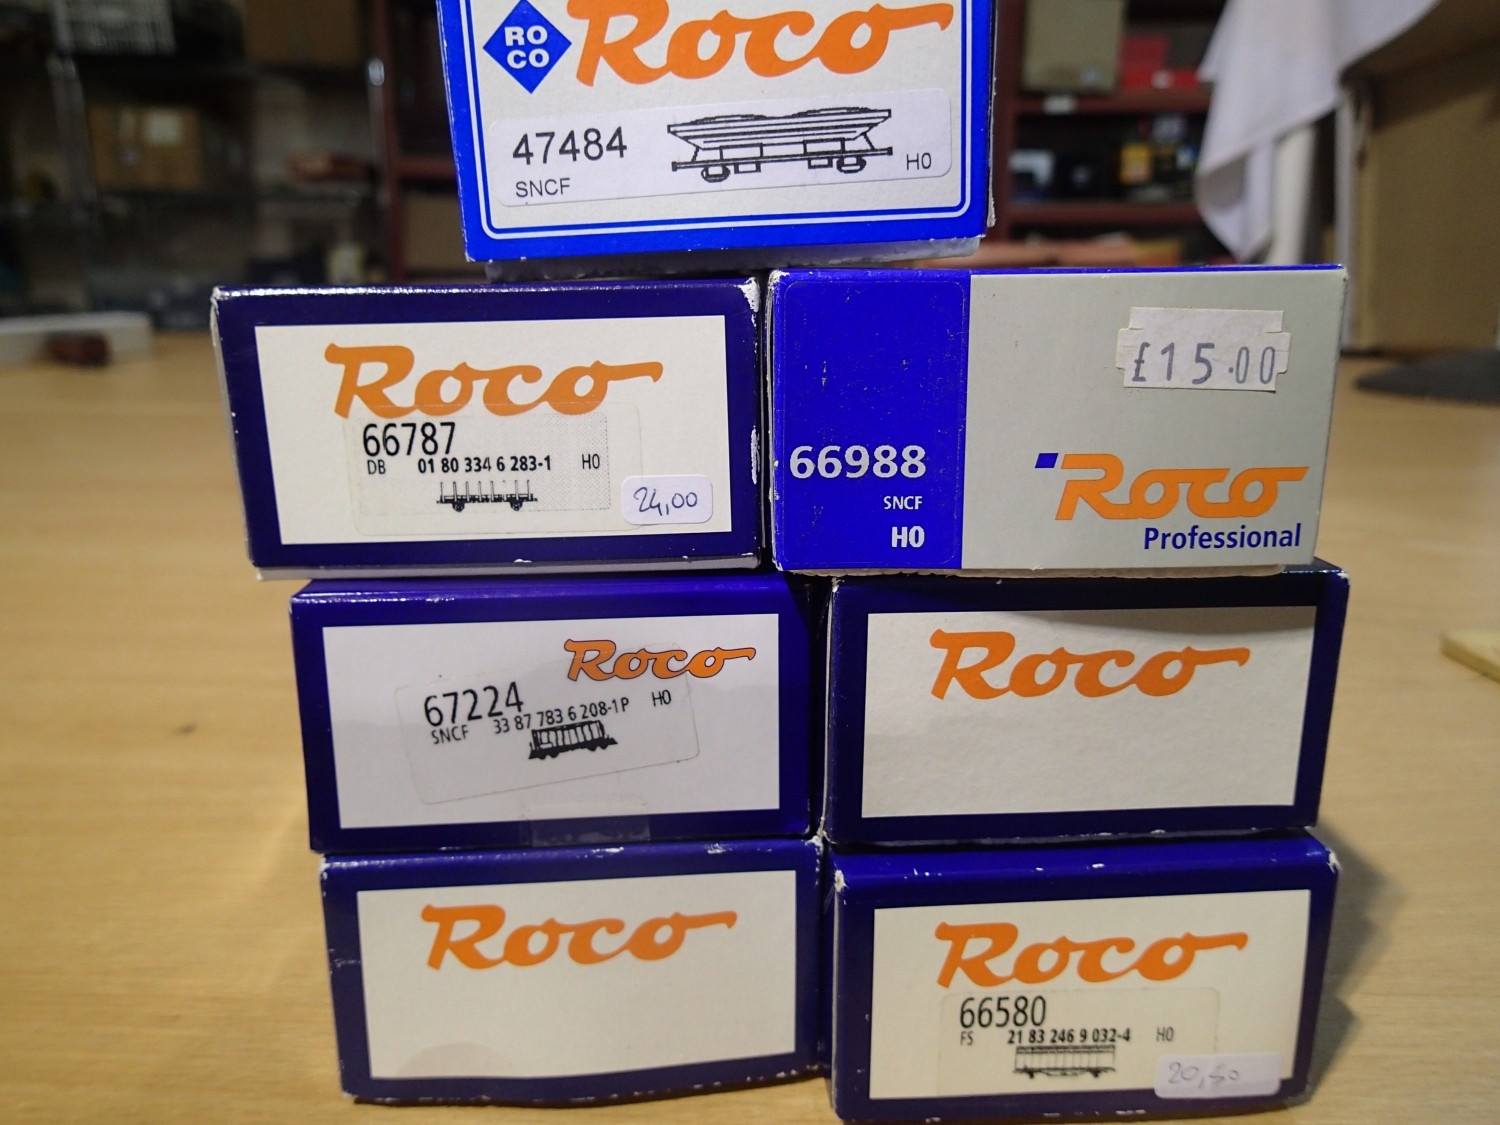 RO
CO
Roco
47484
SNCF
H0
Roco
66787
DB 01 80 334 6 283-1 H0
24,00
£15.00
66988
SNCF
H0
Roco
Professional
Roco
67224
SNCF 33 87 783 6 208-1 P H0
Roco
Roco
Roco
66580
FS 21 83 246 9 032-4 H0
20,50